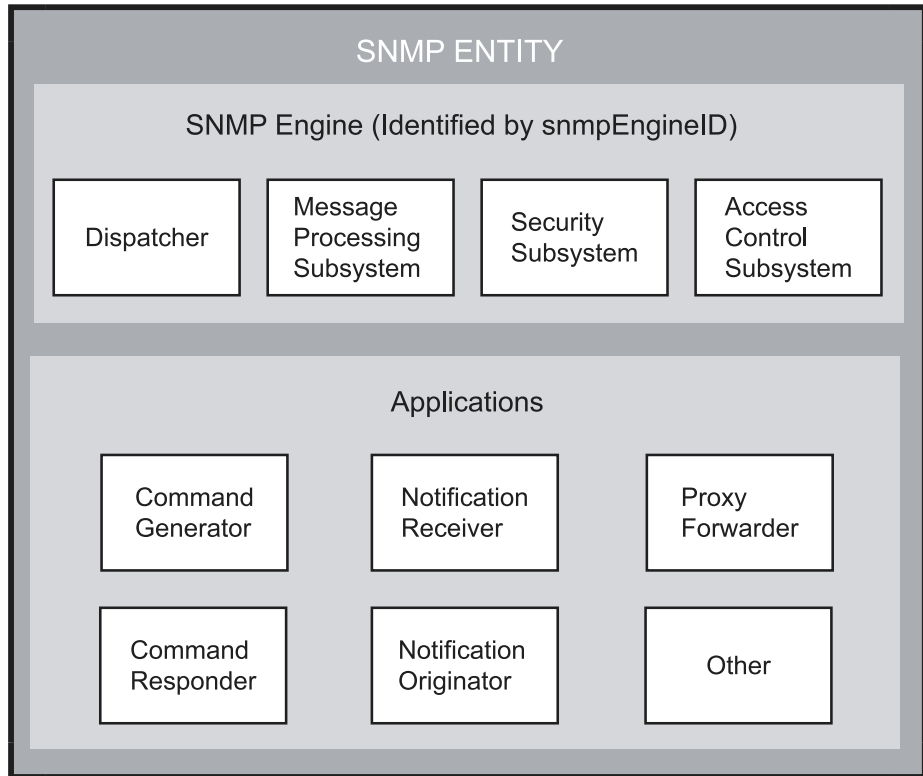 SNMP ENTITY
SNMP Engine (Identified by snmpEngineID)
Dispatcher
Message
Processing
Subsystem
Security
Subsystem
Access
Control
Subsystem
Applications
Command
Generator
Notification
Receiver
Proxy
Forwarder
Command
Responder
Notification
Originator
Other